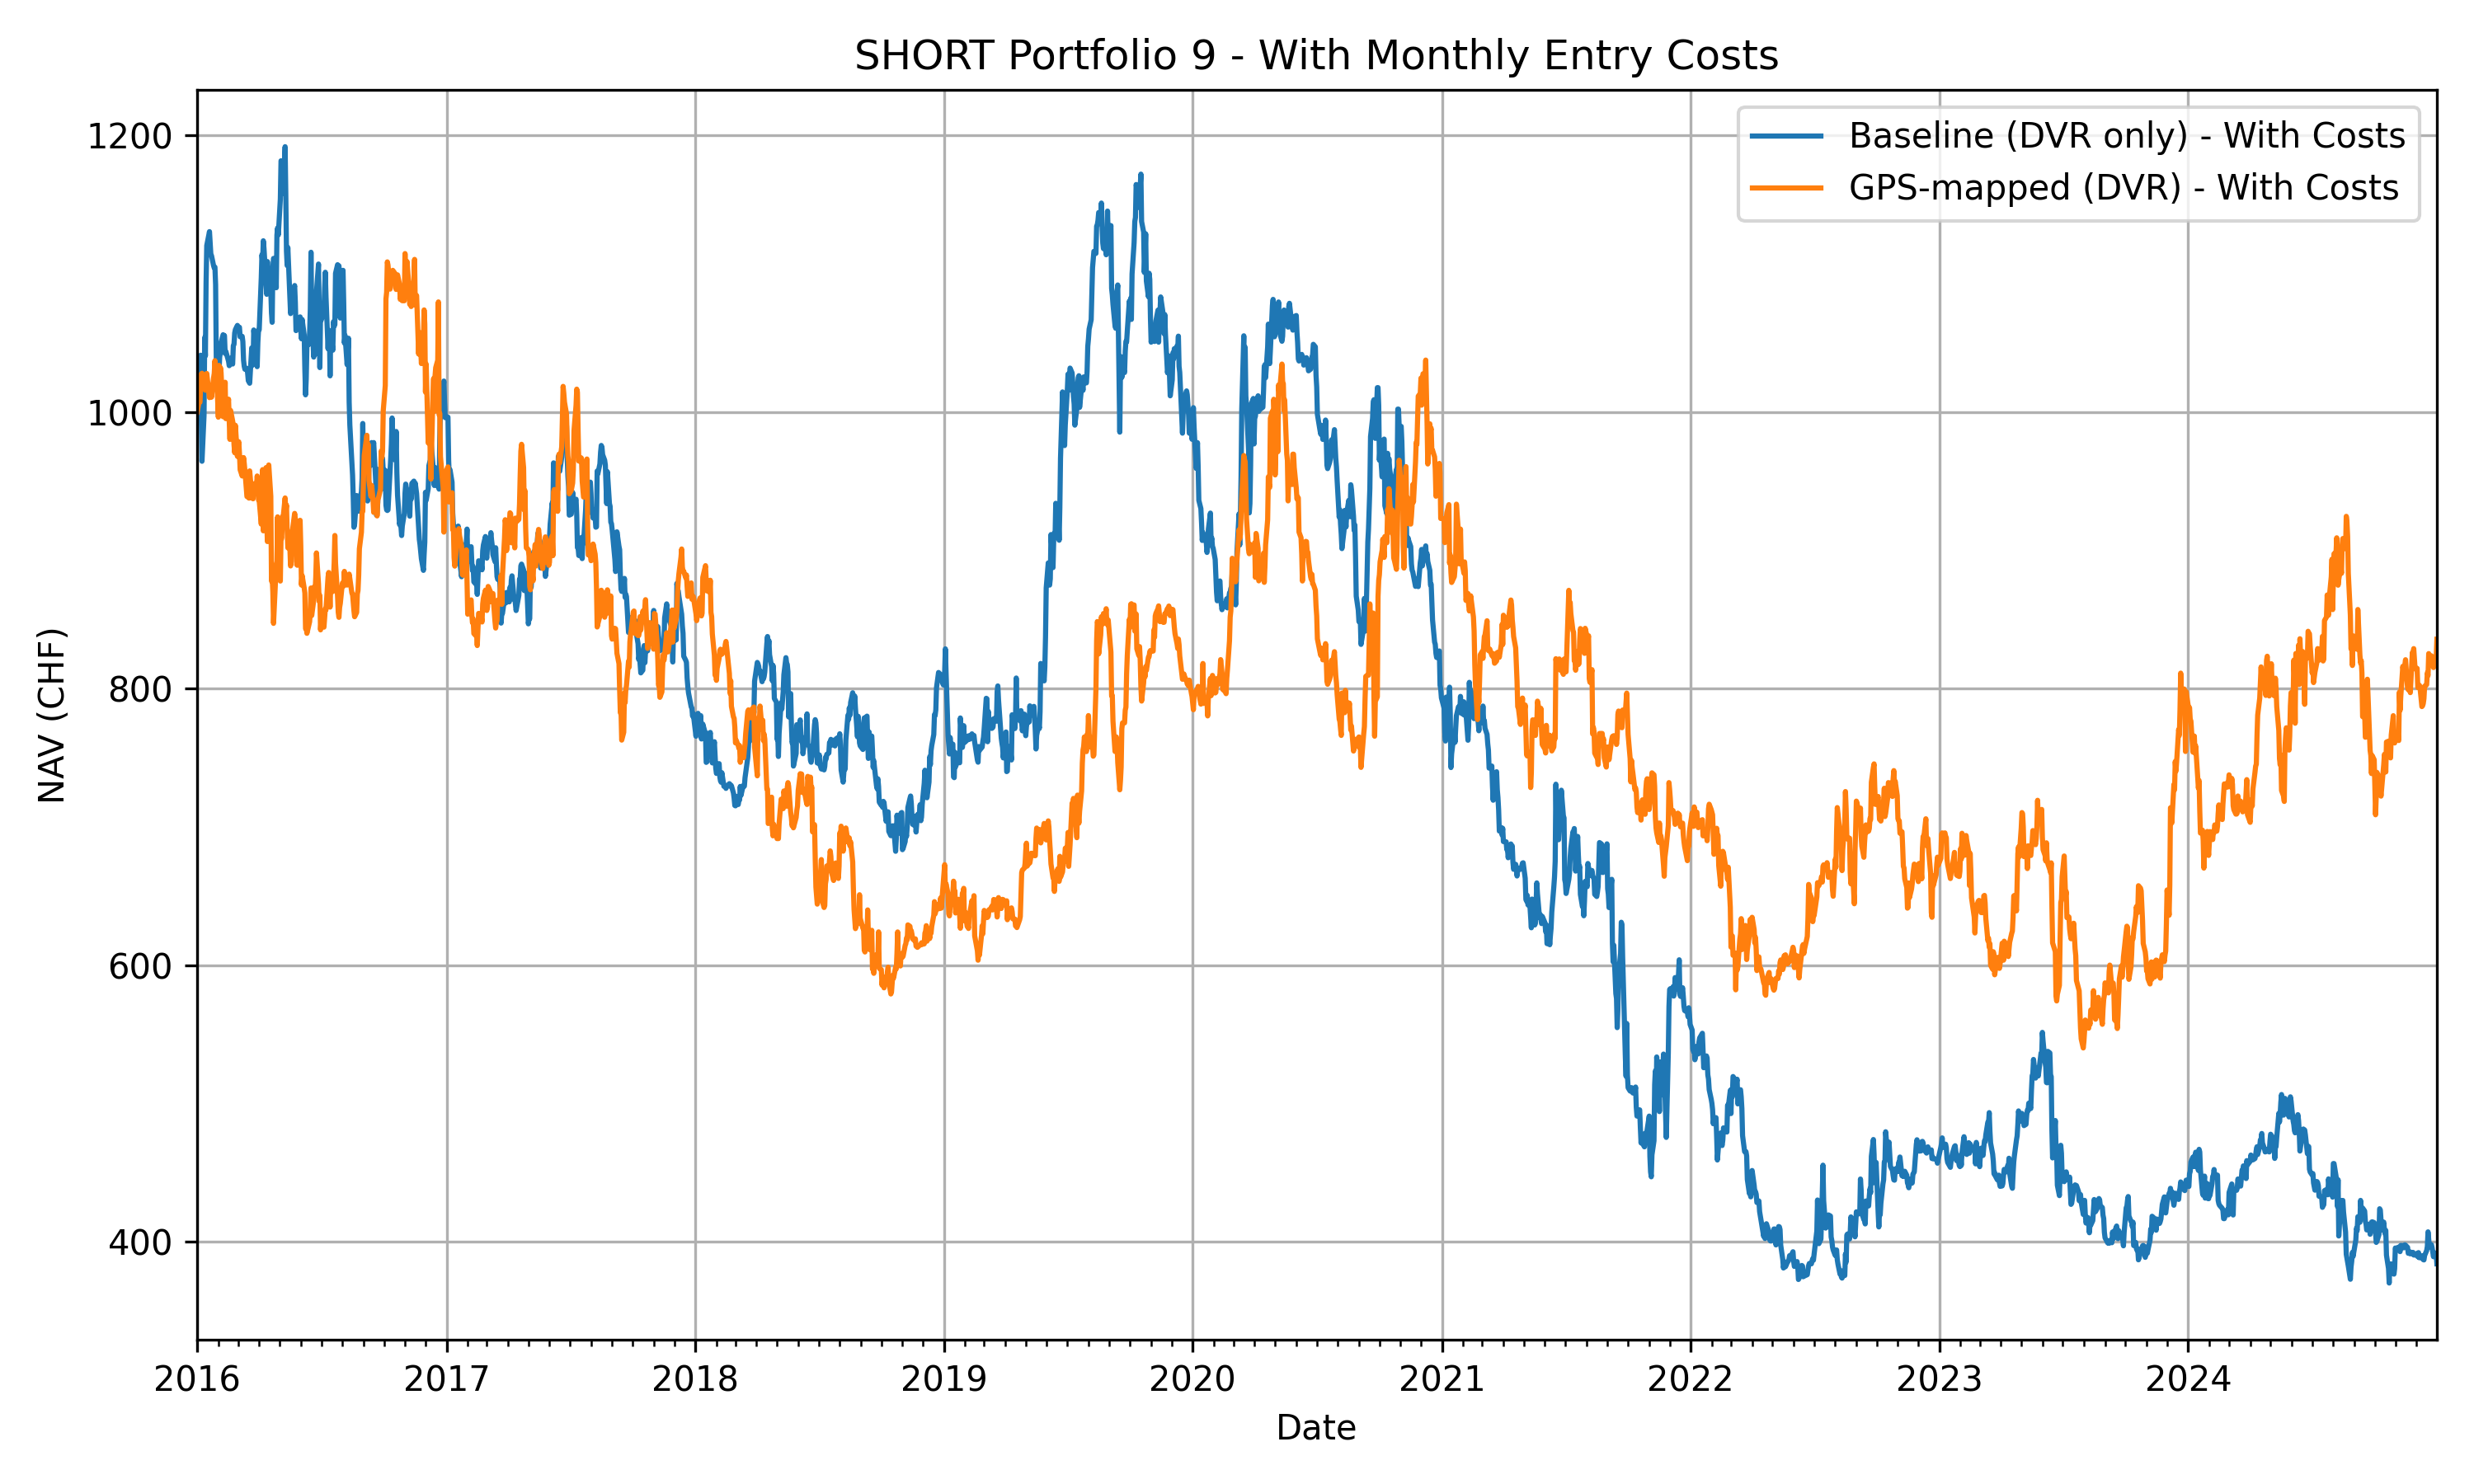 SHORT Portfolio 9 - With Monthly Entry Costs
Baseline (DVR only) - With Costs
GPS-mapped (DVR) - With Costs
NAV (CHF)
1200
1000
800
600
400
2016 2017 2018 2019 2020 2021 2022 2023 2024
Date